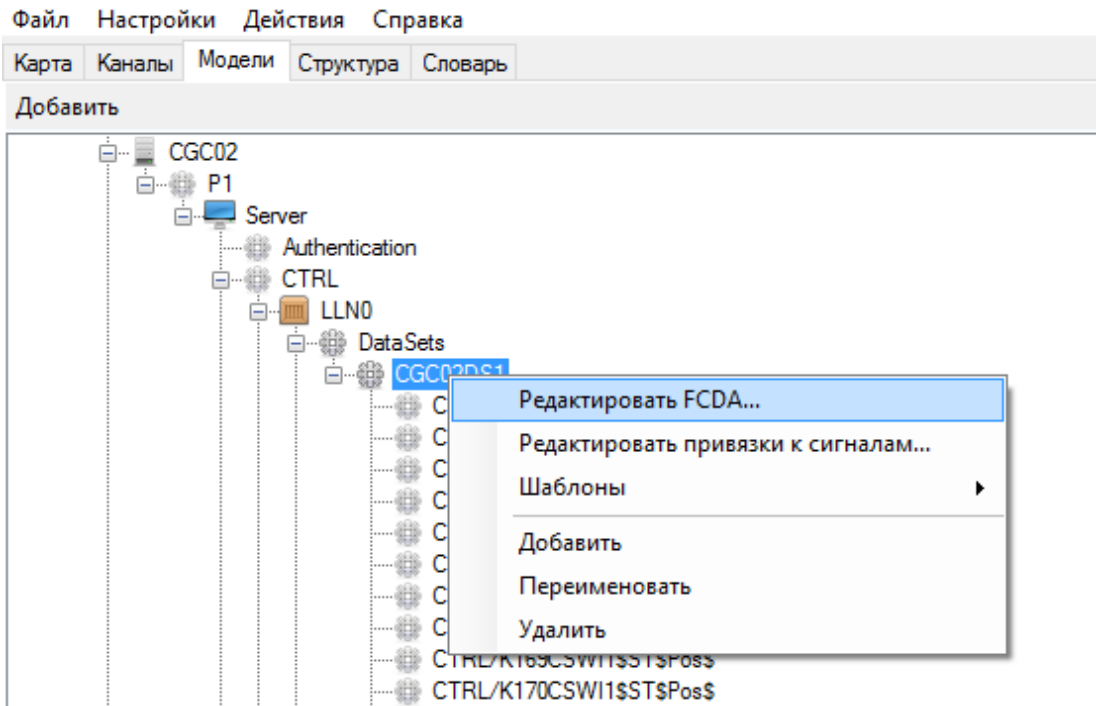 Файл Настройки Действия Справка
Карта Каналы Модели Структура Словарь
Добавить
CGC02
P1
Server
Authentication
CTRL
LLN0
DataSets
CGC02DS1
Редактировать FCDA...
C
Редактировать привязки к сигналам...
C
C
Шаблоны
C
C
Добавить
C
Переименовать
C
C
Удалить
CTRL/K169CSWI1$ST$Pos$
CTRL/K170CSWI1$ST$Pos$